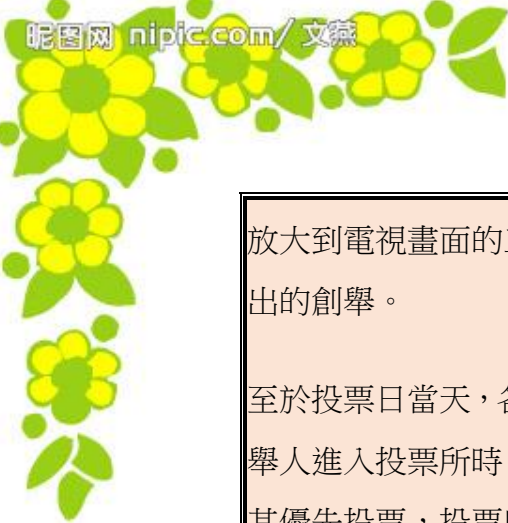 昵图网 nipic.com/ 文燕
放大到電視畫面的
出的創舉。
至於投票日當天，
舉人進入投票所時
其優先投票，投票